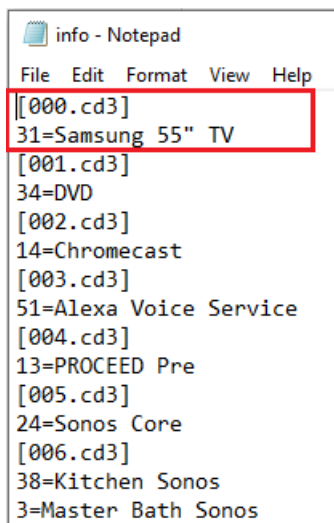 info - Notepad
File Edit Format View Help
[000.cd3]
31=Samsung 55" TV
[001.cd3]
34=DVD
[002.cd3]
14=Chromecast
[003.cd3]
51=Alexa Voice Service
[004.cd3]
13=PROCEED Pre
[005.cd3]
24=Sonos Core
[006.cd3]
38=Kitchen Sonos
3=Master Bath Sonos